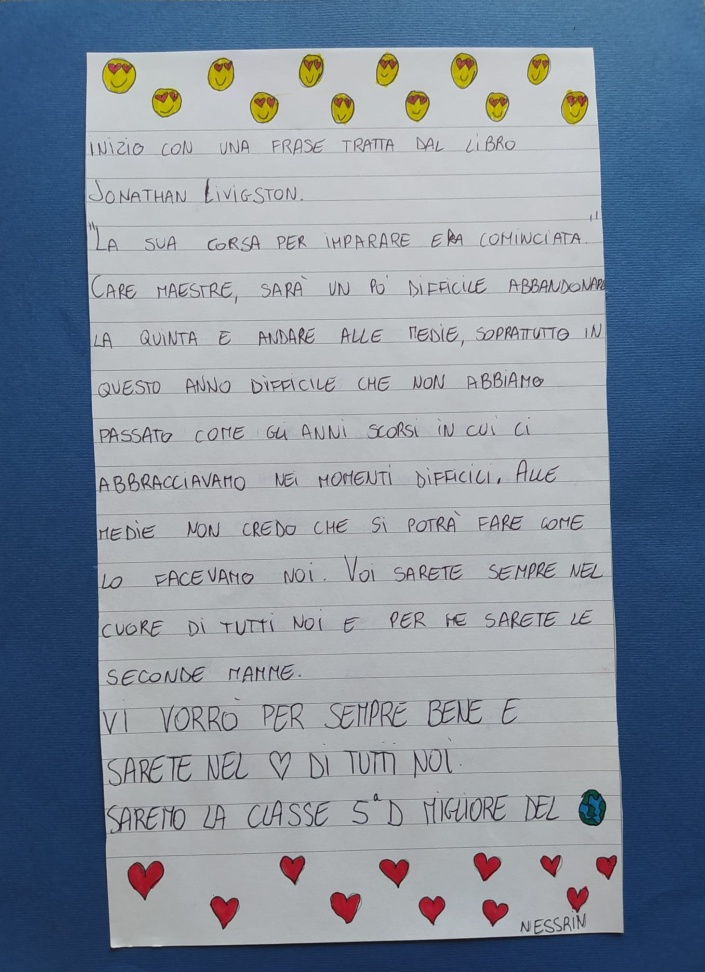 INIZIO CON UNA FRASE TRATTA DAL LIBRO
JONATHAN LIVIGSTON.
"LA SUA CORSA PER IMPARARE ERA COMINCIATA."
CARE MAESTRE, SARÀ UN PO' DIFFICILE ABBANDONARE
LA QUINTA E ANDARE ALLE MEDIE, SOPRATTUTTO IN
QUESTO ANNO DIFFICILE CHE NON ABBIAMO
PASSATO COME GLI ANNI SCORSI IN CUI CI
ABBRACCIAVAMO NEI MOMENTI DIFFICILI. ALLE
MEDIE NON CREDO CHE SI POTRÀ FARE COME
LO FACEVAMO NOI. VOI SARETE SEMPRE NEL
CUORE DI TUTTI NOI E PER ME SARETE LE
SECONDE MAMME.
VI VORRÒ PER SEMPRE BENE E
SARETE NEL ♡ DI TUTTI NOI.
SAREMO LA CLASSE 5ªD MIGLIORE DEL
NESSRIN